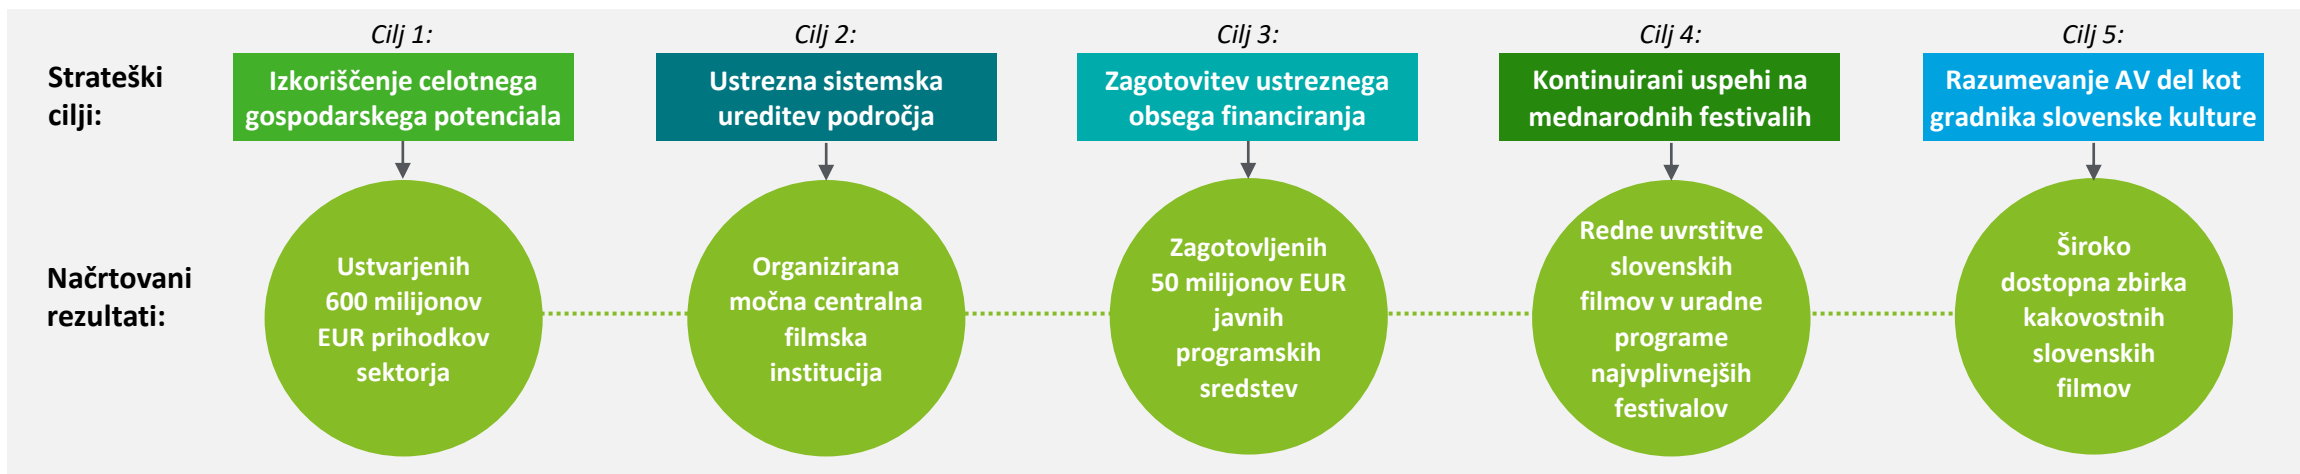 Cilj 1:
Cilj 2:
Cilj 3:
Cilj 4:
Cilj 5:
Strateški
cilji:
Izkoriščenje celotnega
gospodarskega potenciala
Ustrezna sistemska
ureditev področja
Zagotovitev ustreznega
obsega financiranja
Kontinuirani uspehi na
mednarodnih festivalih
Razumevanje AV del kot
gradnika slovenske kulture
Načrtovani
rezultati:
Ustvarjenih
600 milijonov
EUR prihodkov
sektorja
Organizirana
močna centralna
filmska
institucija
Zagotovljenih
50 milijonov EUR
javnih
programskih
sredstev
Redne uvrstitve
slovenskih
filmov v uradne
programe
najvplivnejših
festivalov
Široko
dostopna zbirka
kakovostnih
slovenskih
filmov